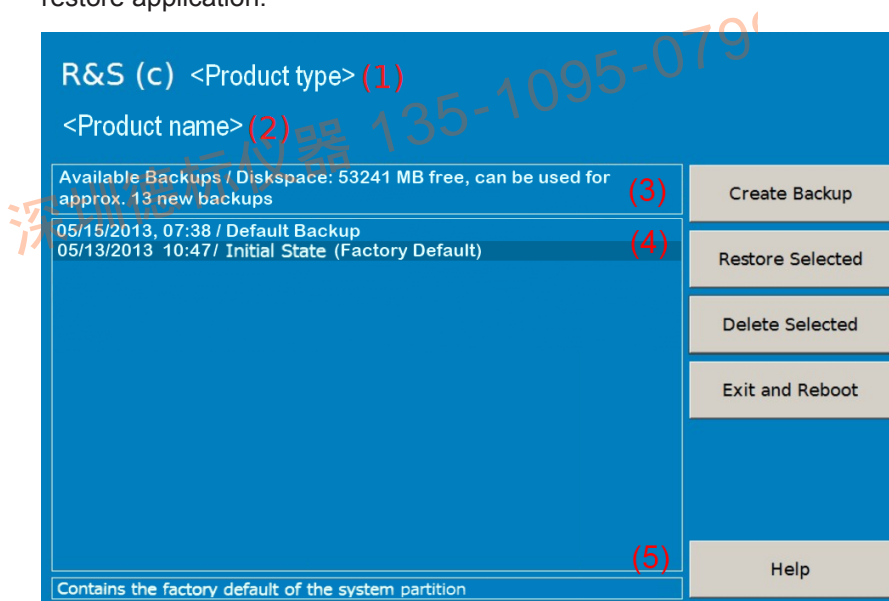 restore application.
R&S (c) <Product type> (1)
<Product name> (2)
深圳德标仪器 135-1095-079
Available Backups / Diskspace: 53241 MB free, can be used for
approx. 13 new backups
(3)
05/15/2013, 07:38 / Default Backup
05/13/2013 10:47/ Initial State (Factory Default)
(4)
Create Backup
Restore Selected
Delete Selected
Exit and Reboot
(5)
Help
Contains the factory default of the system partition